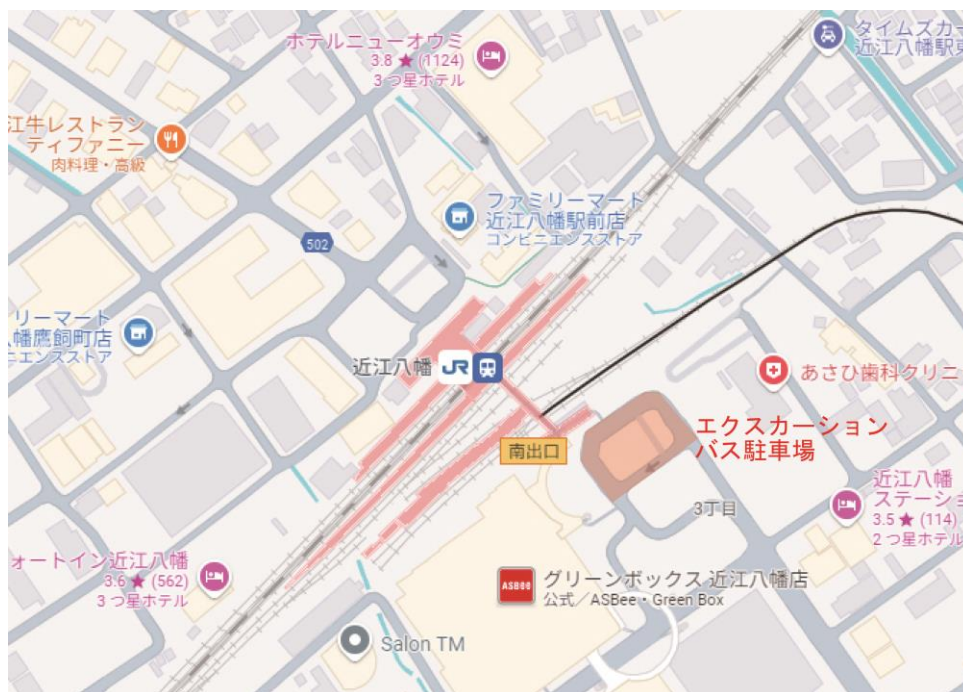 ホテルニューオウミ
3.8 ★ (1124)
3つ星ホテル
タイムズカー
近江八幡駅東
江牛レストラン
ティファニー
肉料理・高級
ファミリーマート
近江八幡駅前店
コンビニエンスストア
502
リーマート
八幡鷹飼町店
ニエンスストア
近江八幡
JR
あさひ歯科クリニ
エクスカーション
バス駐車場
南出口
近江八幡
ステーショ
3.5 ★ (114)
2つ星ホテル
3丁目
ォートイン近江八幡
3.6 ★ (562)
3つ星ホテル
ASBee
グリーンボックス 近江八幡店
公式／ASBee・Green Box
Salon TM